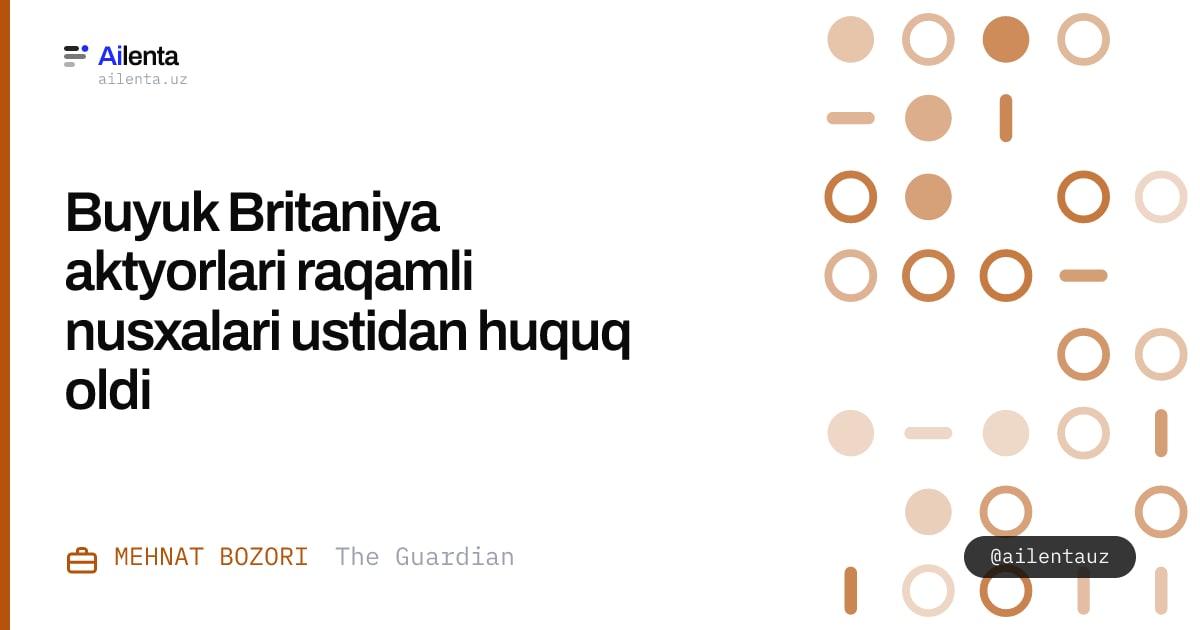 Ailenta
ailenta.uz
Buyuk Britaniya
aktyorlari raqamli
nusxalari ustidan huquq
oldi
MEHNAT BOZORI The Guardian
@ailentauz